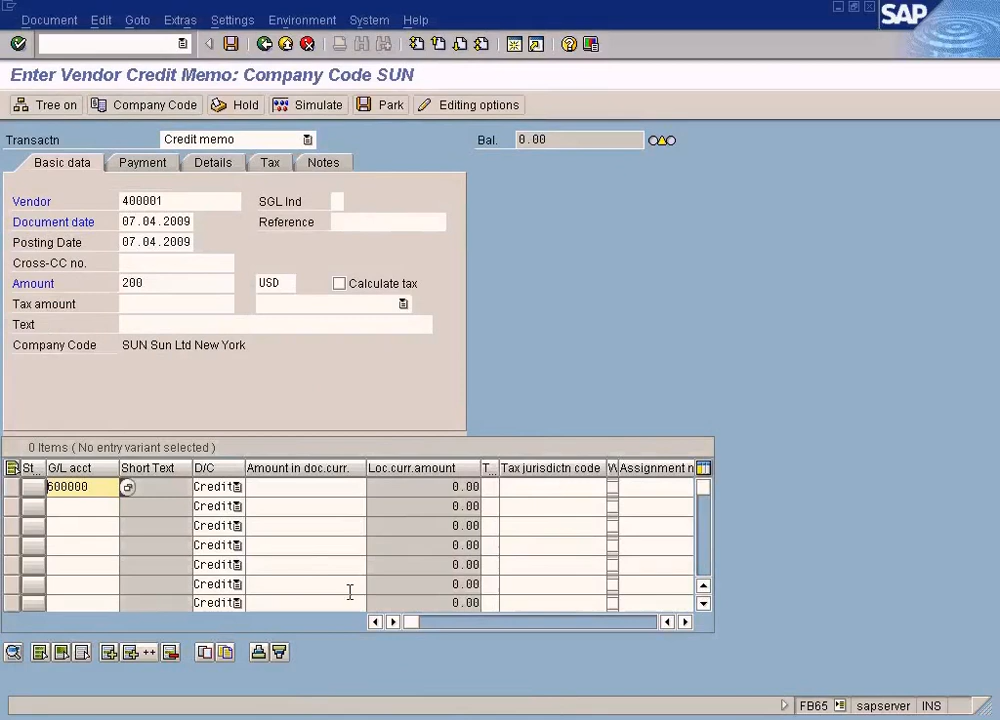 Document Edit Goto Extras Settings Environment System Help
SAP
Enter Vendor Credit Memo: Company Code SUN
Tree on Company Code Hold Simulate Park Editing options
Transactn Credit memo Bal. 0.00
Basic data Payment Details Tax Notes
Vendor 400001 SGL Ind
Document date 07.04.2009 Reference
Posting Date 07.04.2009
Cross-CC no.
Amount 200 USD Calculate tax
Tax amount
Text
Company Code SUN Sun Ltd New York
0 Items ( No entry variant selected )
St... G/L acct Short Text D/C Amount in doc.curr. Loc.curr.amount T... Tax jurisdictn code W Assignment n
600000 Credit 0.00
Credit 0.00
Credit 0.00
Credit 0.00
Credit 0.00
Credit 0.00
Credit 0.00
FB65 sapserver INS